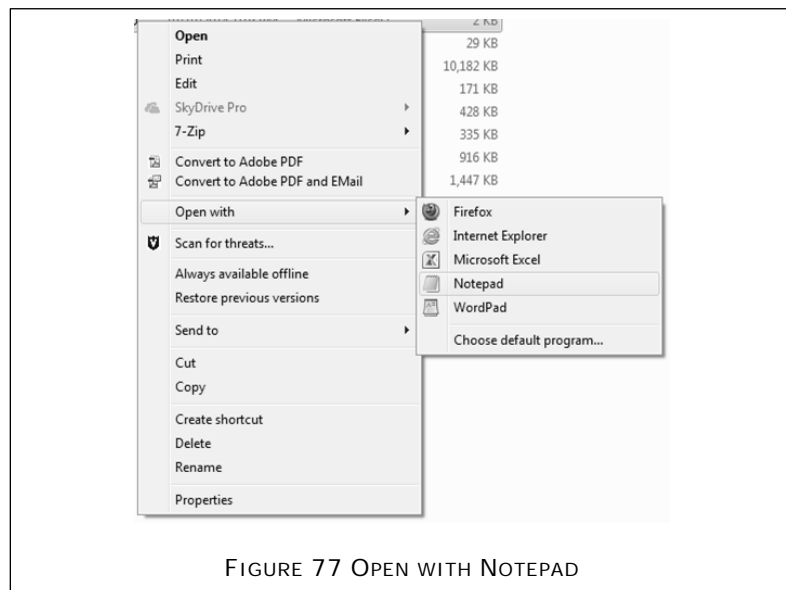 2 KB
Open
29 KB
Print
10,182 KB
Edit
171 KB
SkyDrive Pro
428 KB
7-Zip
335 KB
Convert to Adobe PDF
916 KB
Convert to Adobe PDF and EMail
1,447 KB
Open with
Firefox
Internet Explorer
Microsoft Excel
Notepad
WordPad
Choose default program...
Scan for threats...
Always available offline
Restore previous versions
Send to
Cut
Copy
Create shortcut
Delete
Rename
Properties
FIGURE 77 OPEN WITH NOTEPAD